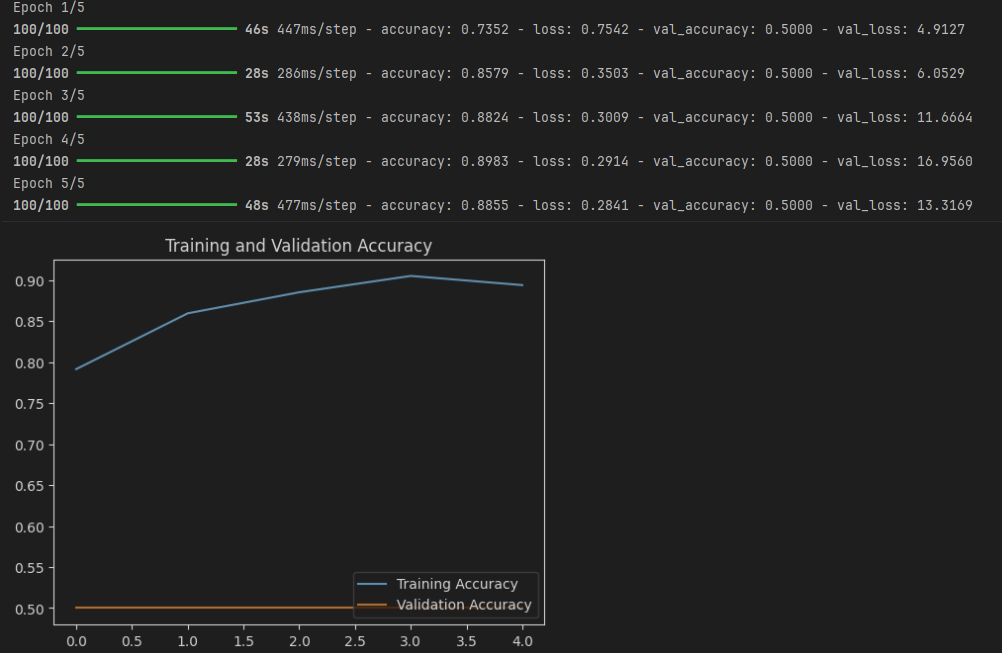 Epoch 1/5
100/100 46s 447ms/step - accuracy: 0.7352 - loss: 0.7542 - val_accuracy: 0.5000 - val_loss: 4.9127
Epoch 2/5
100/100 28s 286ms/step - accuracy: 0.8579 - loss: 0.3503 - val_accuracy: 0.5000 - val_loss: 6.0529
Epoch 3/5
100/100 53s 438ms/step - accuracy: 0.8824 - loss: 0.3009 - val_accuracy: 0.5000 - val_loss: 11.6664
Epoch 4/5
100/100 28s 279ms/step - accuracy: 0.8983 - loss: 0.2914 - val_accuracy: 0.5000 - val_loss: 16.9560
Epoch 5/5
100/100 48s 477ms/step - accuracy: 0.8855 - loss: 0.2841 - val_accuracy: 0.5000 - val_loss: 13.3169
Training and Validation Accuracy
0.90
0.85
0.80
0.75
0.70
0.65
0.60
0.55
0.50
Training Accuracy
Validation Accuracy
0.0 0.5 1.0 1.5 2.0 2.5 3.0 3.5 4.0